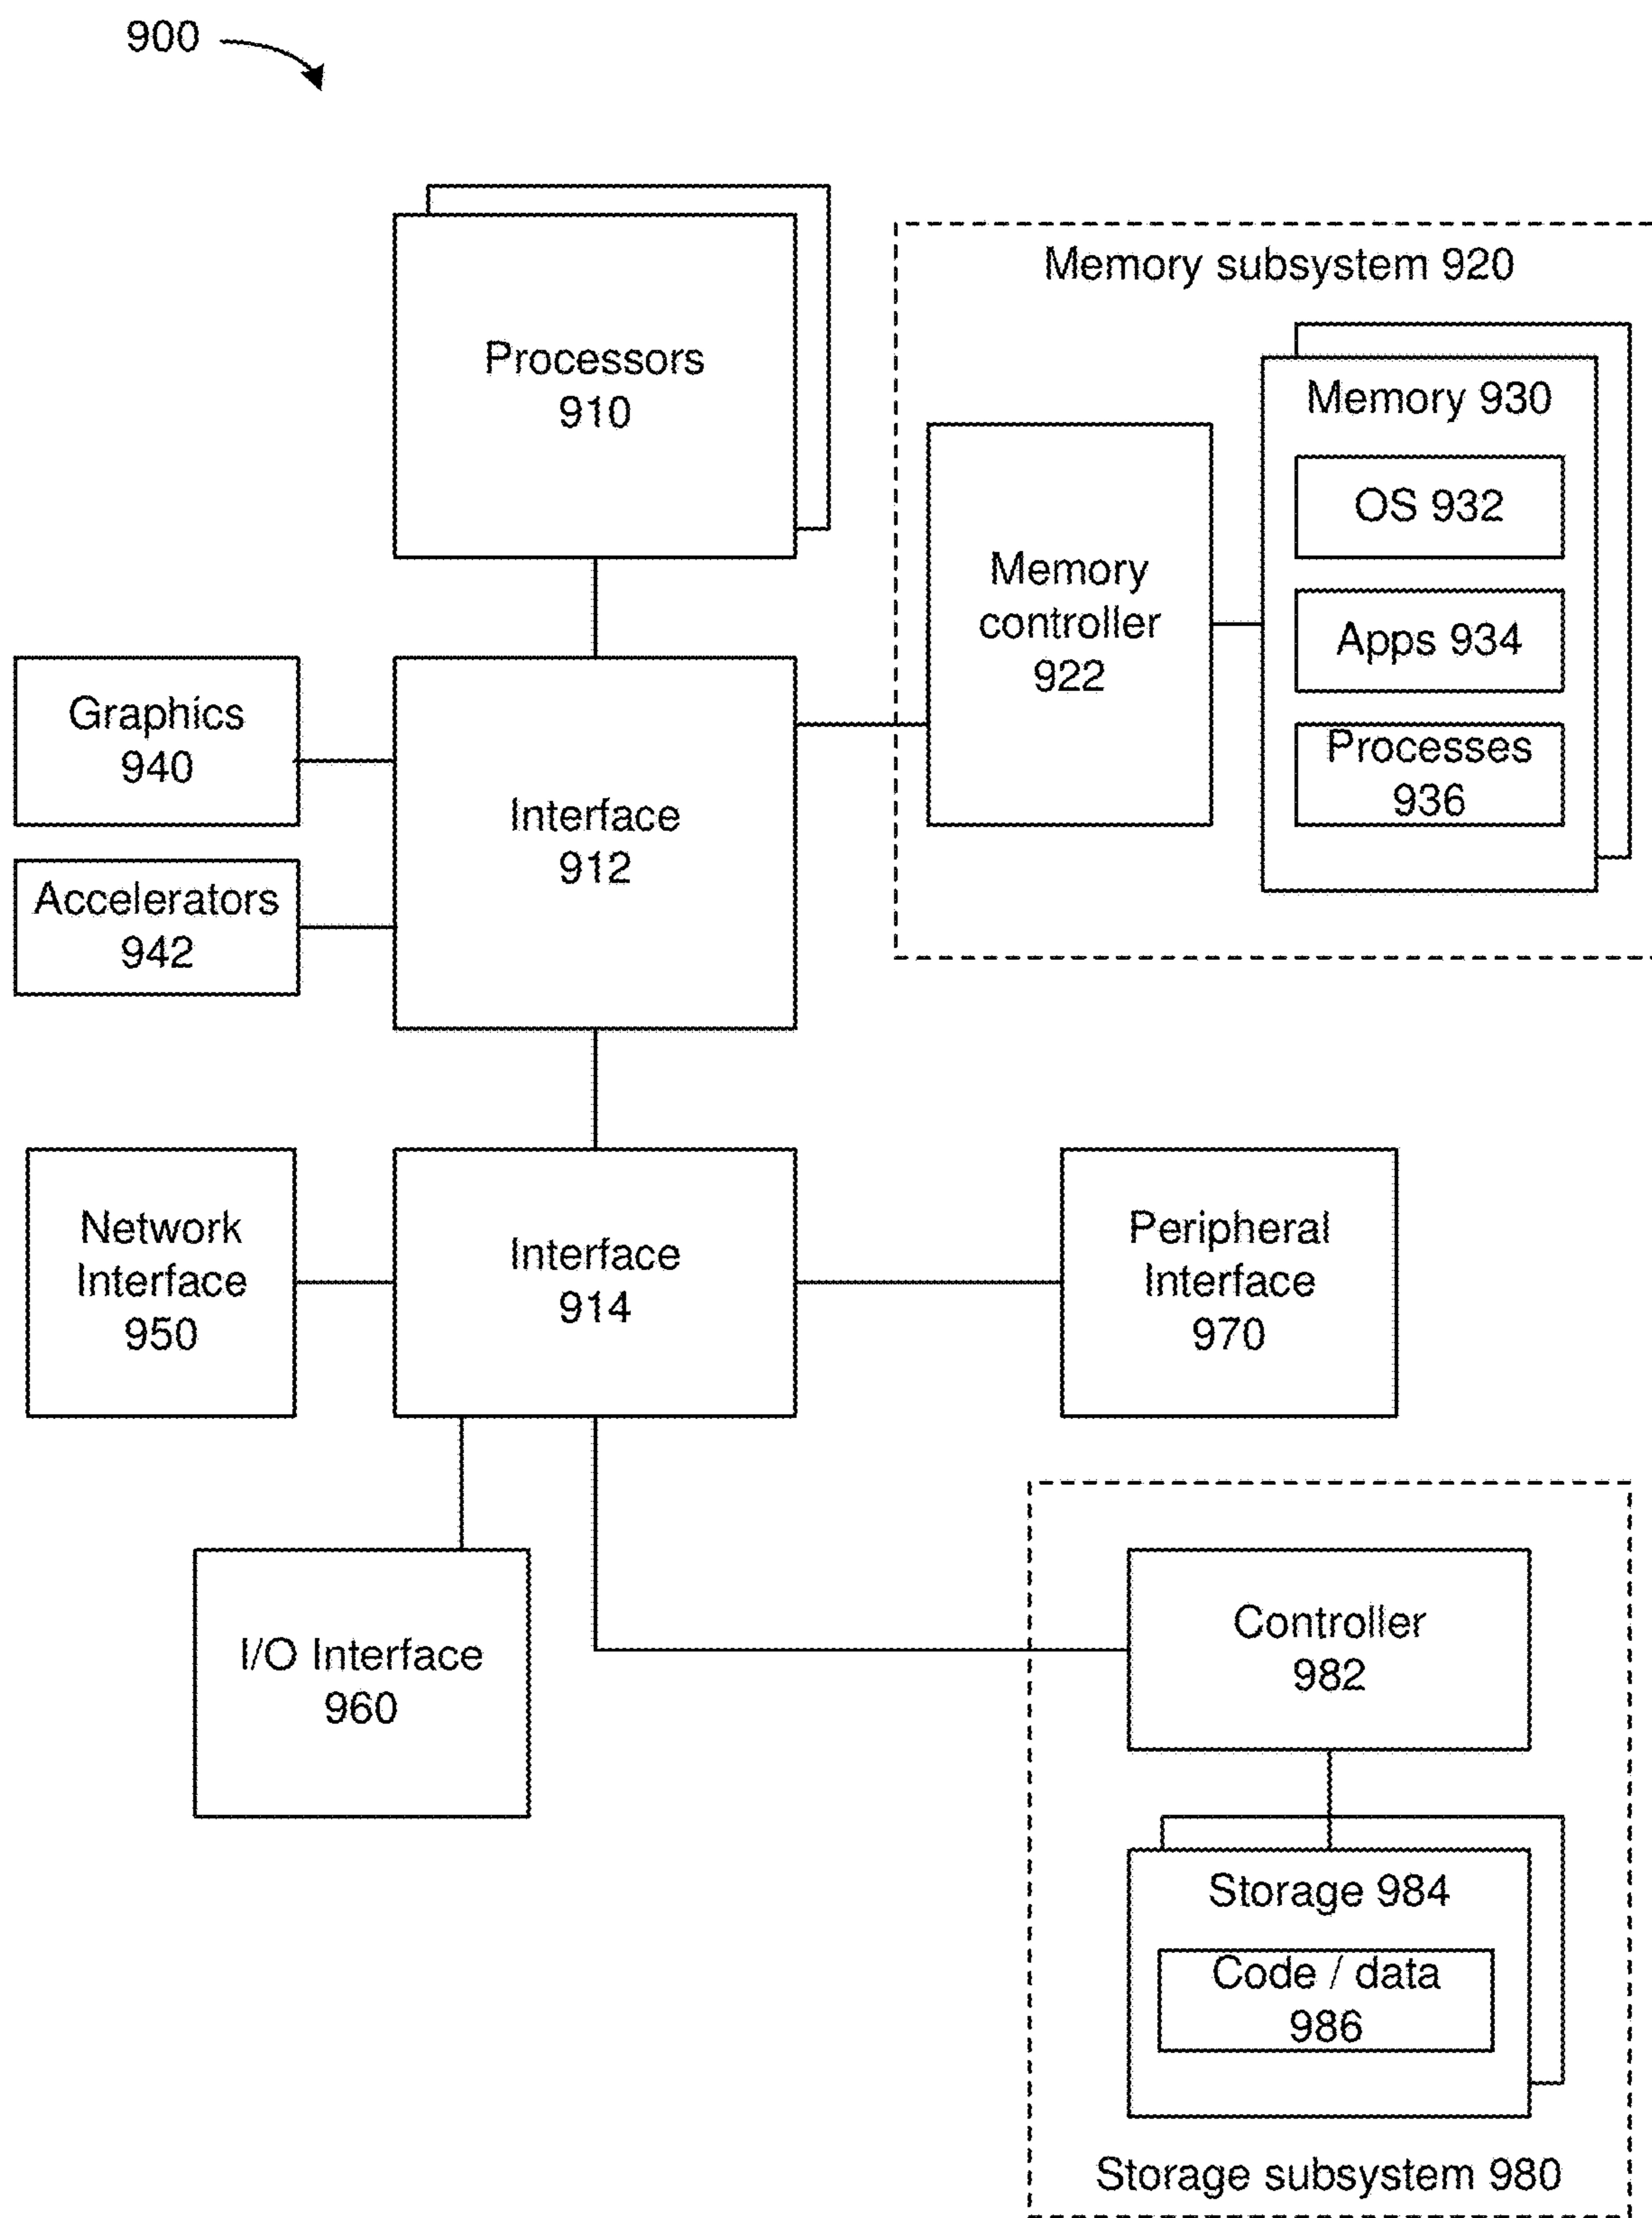 900
Processors
910
Memory subsystem 920
Memory 930
OS 932
Memory
controller
922
Apps 934
Processes
936
Graphics
940
Interface
912
Accelerators
942
Network
Interface
950
Interface
914
Peripheral
Interface
970
I/O Interface
960
Controller
982
Storage 984
Code / data
986
Storage subsystem 980